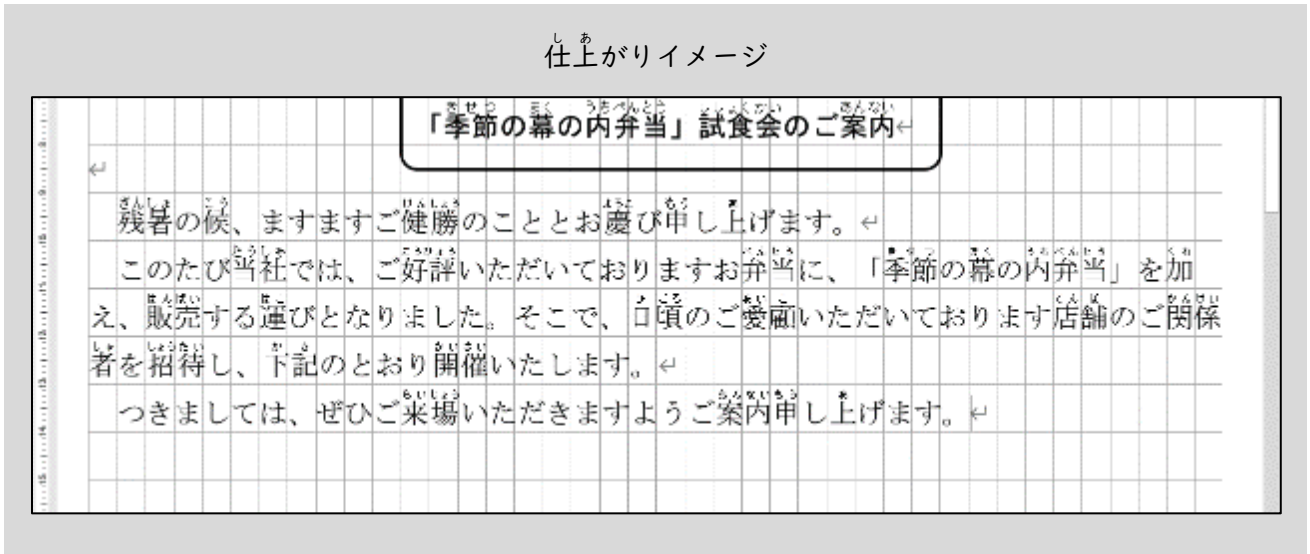 仕上がりイメージ
「季節の幕の内弁当」試食会のご案内↵
↵
残暑の候、ますますご健勝のこととお慶び申し上げます。↵
このたび当社では、ご好評いただいておりますお弁当に、「季節の幕の内弁当」を加
え、販売する運びとなりました。そこで、日頃のご愛顧いただいております店舗のご関係
者を招待し、下記のとおり開催いたします。↵
つきましては、ぜひご来場いただきますようご案内申し上げます。↵